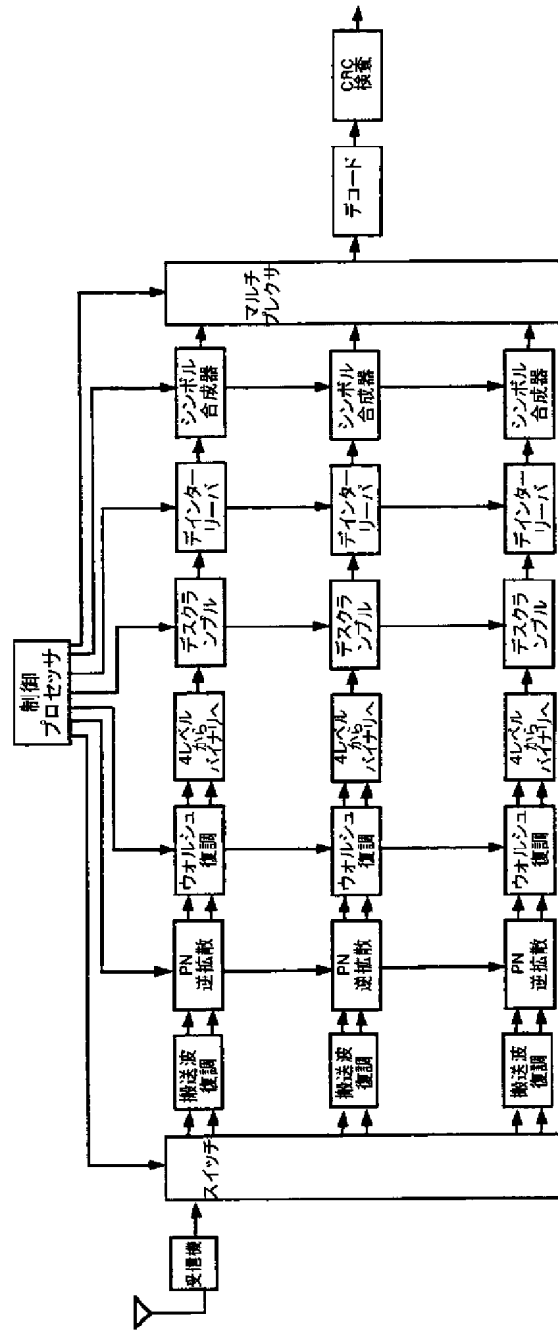 制御
プロセッサ
受信機
スイッチ
搬送波
復調
PN
逆拡散
ウォルシュ
復調
4レベル
から
バイナリへ
デスクラ
ンブル
デインター
リーバ
シンボル
合成器
マルチ
プレクサ
デコード
CRC
検査
搬送波
復調
PN
逆拡散
ウォルシュ
復調
4レベル
から
バイナリへ
デスクラ
ンブル
デインター
リーバ
シンボル
合成器
搬送波
復調
PN
逆拡散
ウォルシュ
復調
4レベル
から
バイナリへ
デスクラ
ンブル
デインター
リーバ
シンボル
合成器